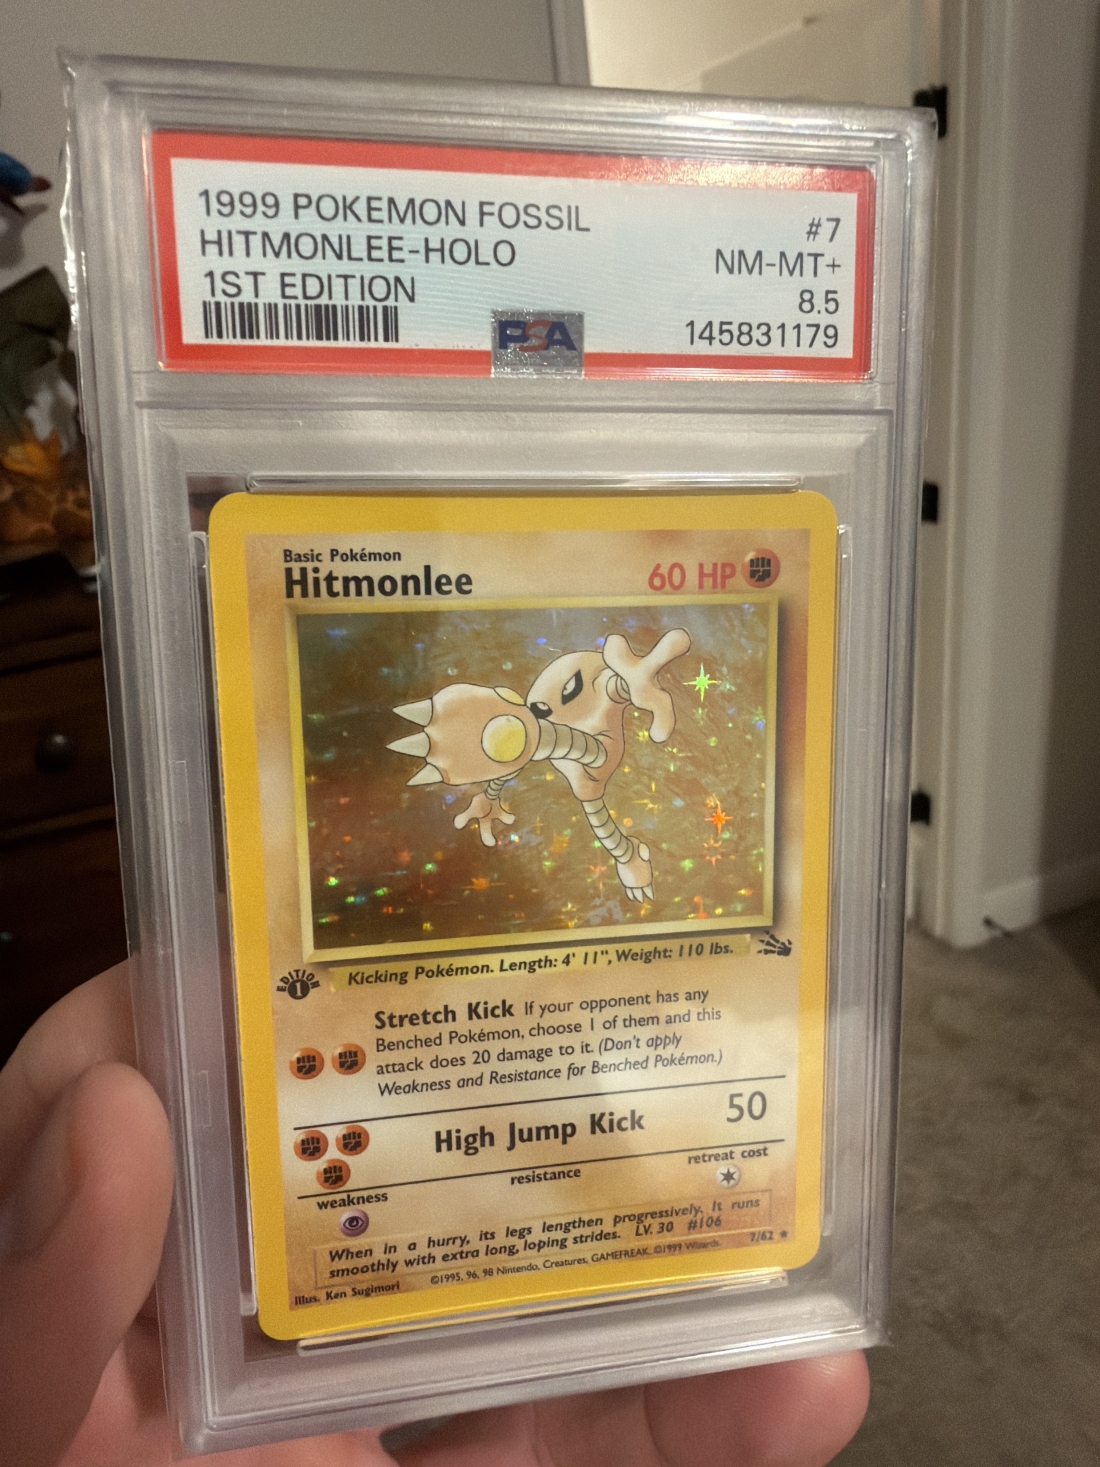 1999 POKEMON FOSSIL
#7
HITMONLEE-HOLO
NM-MT+
1ST EDITION
8.5
PSA
145831179
Basic Pokémon
Hitmonlee
60 HP
Kicking Pokémon. Length: 4' 11", Weight: 110 lbs.
EDITION
1
Stretch Kick If your opponent has any
Benched Pokémon, choose 1 of them and this
attack does 20 damage to it. (Don't apply
Weakness and Resistance for Benched Pokémon.)
High Jump Kick 50
weakness
resistance
retreat cost
When in a hurry, its legs lengthen progressively. It runs
smoothly with extra long, loping strides. LV. 30 #106
Illus. Ken Sugimori
©1995, 96, 98 Nintendo, Creatures, GAMEFREAK. ©1999 Wizards.
7/62